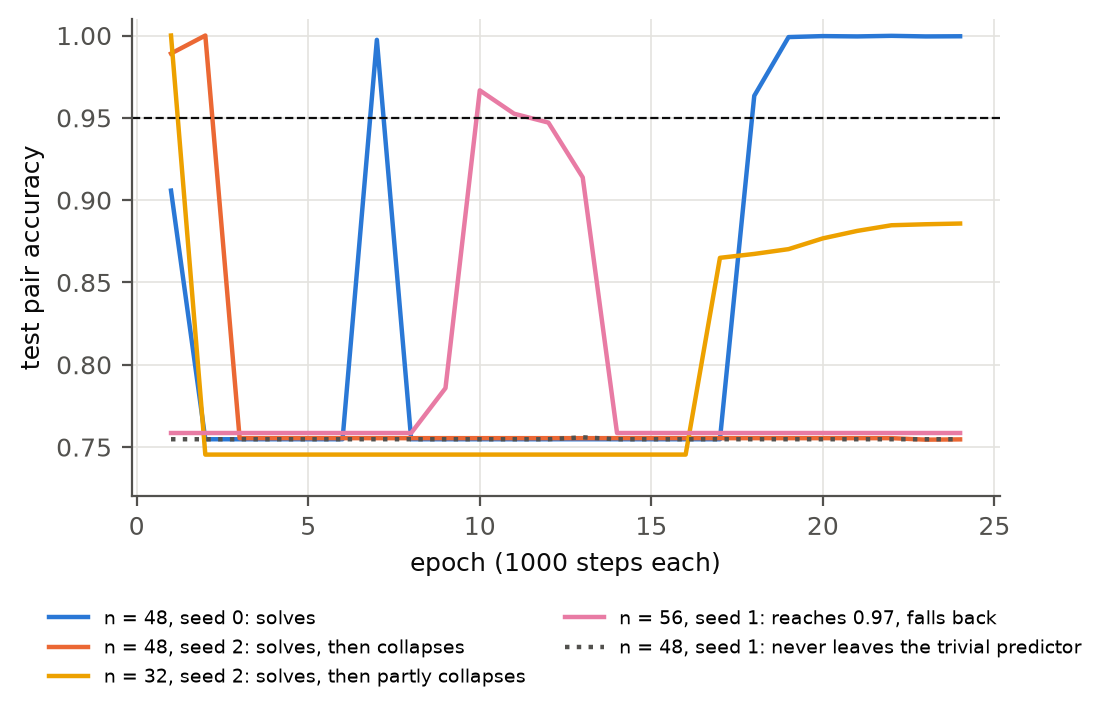 1.00
0.95
0.90
0.85
0.80
0.75
test pair accuracy
0 5 10 15 20 25
epoch (1000 steps each)
n = 48, seed 0: solves
n = 48, seed 2: solves, then collapses
n = 32, seed 2: solves, then partly collapses
n = 56, seed 1: reaches 0.97, falls back
n = 48, seed 1: never leaves the trivial predictor